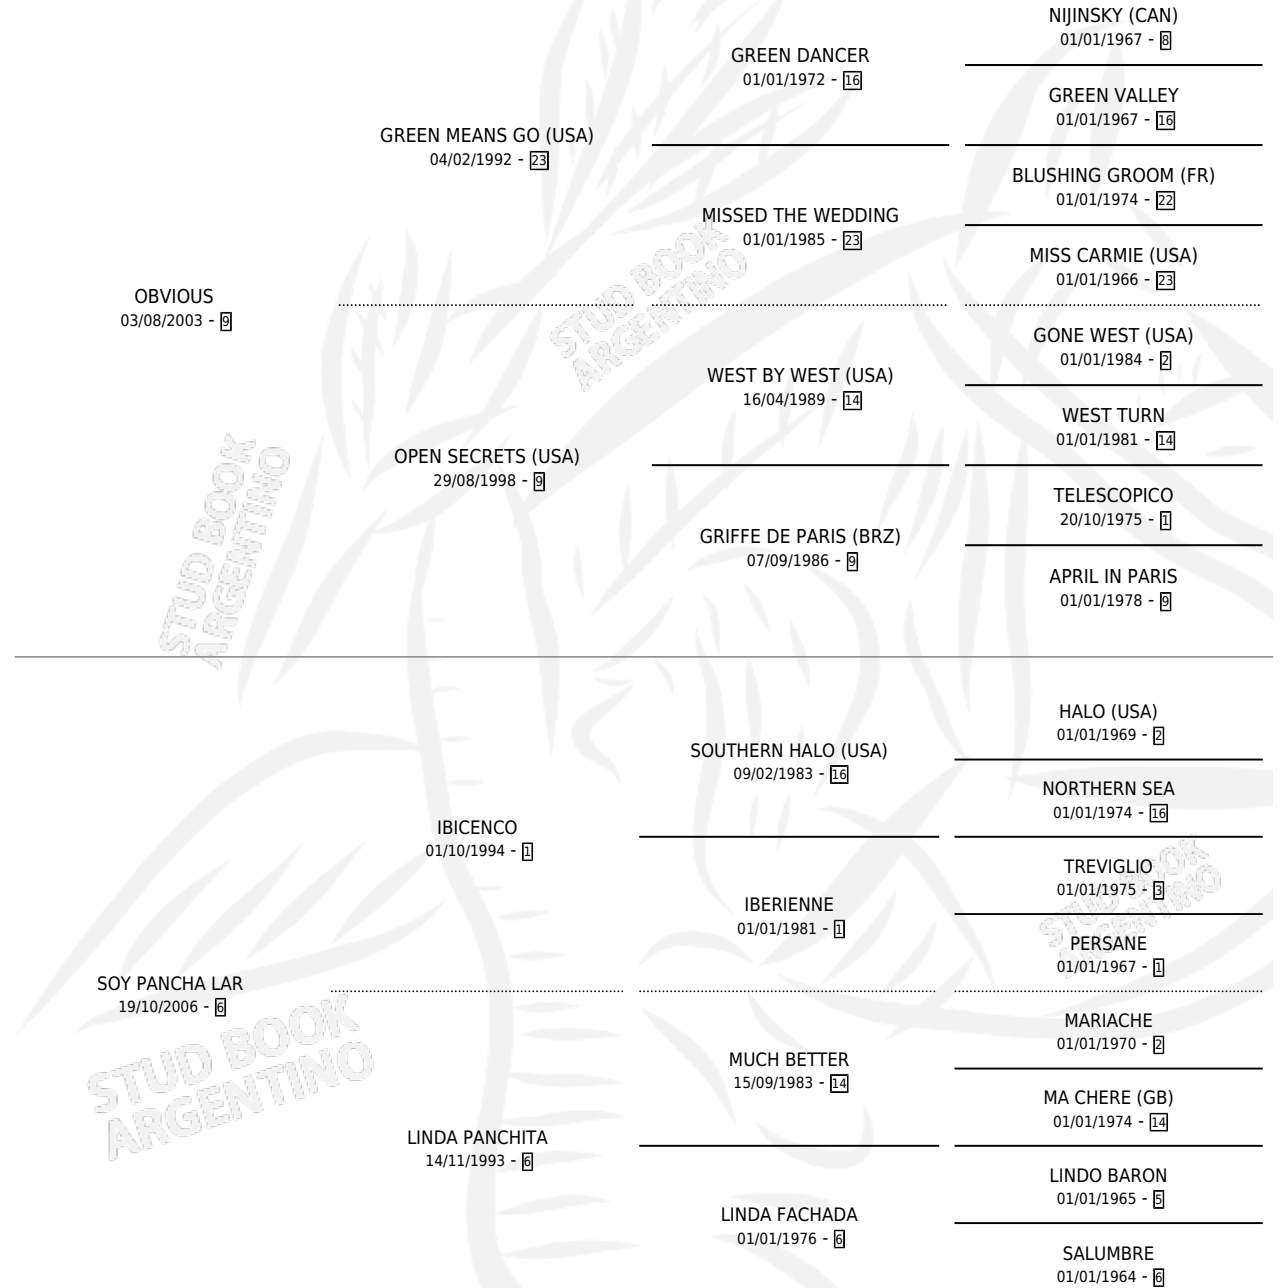 NIJINSKY (CAN)
01/01/1967 - 8
GREEN DANCER
01/01/1972 - 16
GREEN VALLEY
01/01/1967 - 16
GREEN MEANS GO (USA)
04/02/1992 - 23
BLUSHING GROOM (FR)
01/01/1974 - 22
MISSED THE WEDDING
01/01/1985 - 23
MISS CARMIE (USA)
01/01/1966 - 23
OBVIOUS
03/08/2003 - 9
STUD BOOK
ARGENTINO
GONE WEST (USA)
01/01/1984 - 2
WEST BY WEST (USA)
16/04/1989 - 14
WEST TURN
01/01/1981 - 14
OPEN SECRETS (USA)
29/08/1998 - 9
TELESCOPICO
20/10/1975 - 1
GRIFFE DE PARIS (BRZ)
07/09/1986 - 9
APRIL IN PARIS
01/01/1978 - 9
STUD BOOK
ARGENTINO
HALO (USA)
01/01/1969 - 2
SOUTHERN HALO (USA)
09/02/1983 - 16
NORTHERN SEA
01/01/1974 - 16
IBICENCO
01/10/1994 - 1
TREVIGLIO
01/01/1975 - 3
IBERIENNE
01/01/1981 - 1
PERSANE
01/01/1967 - 1
STUD BOOK
ARGENTINO
SOY PANCHA LAR
19/10/2006 - 6
MARIACHE
01/01/1970 - 2
MUCH BETTER
15/09/1983 - 14
MA CHERE (GB)
01/01/1974 - 14
STUD BOOK
ARGENTINO
LINDA PANCHITA
14/11/1993 - 6
LINDO BARON
01/01/1965 - 5
LINDA FACHADA
01/01/1976 - 6
SALUMBRE
01/01/1964 - 6